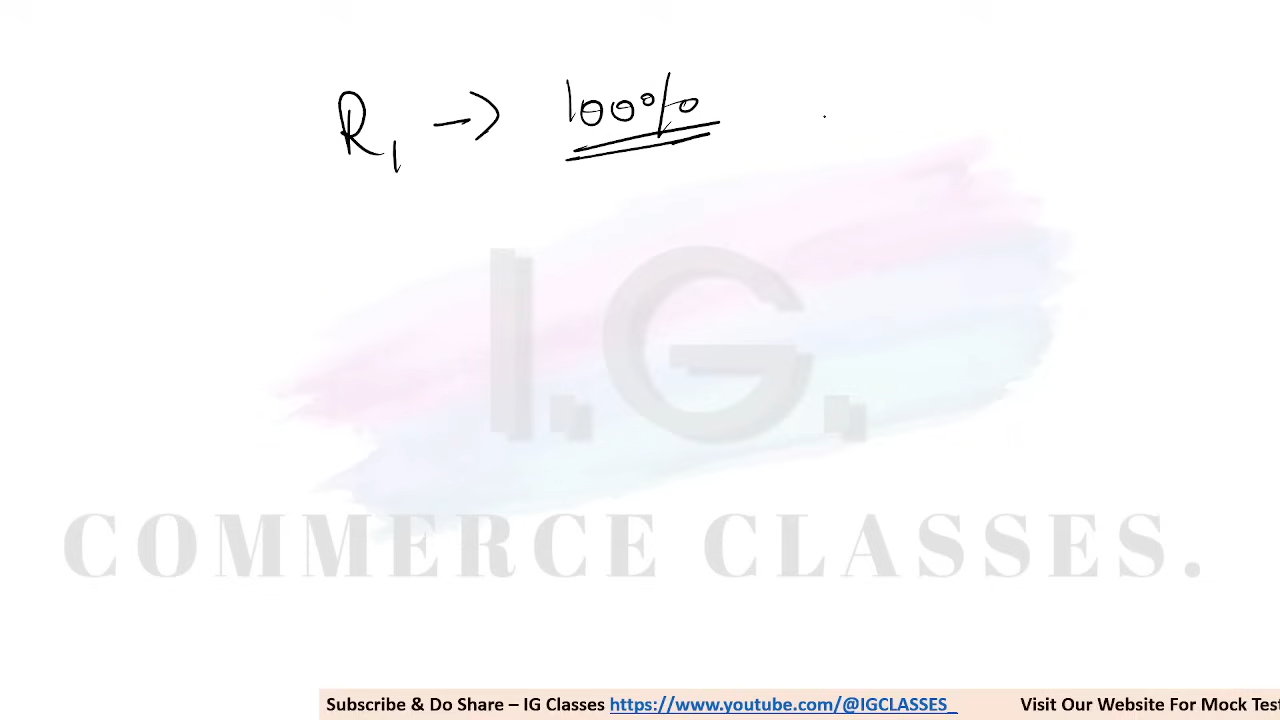 R₁ → 100%
I.G.
COMMERCE CLASSES.
Subscribe & Do Share – IG Classes https://www.youtube.com/@IGCLASSES_ Visit Our Website For Mock Test